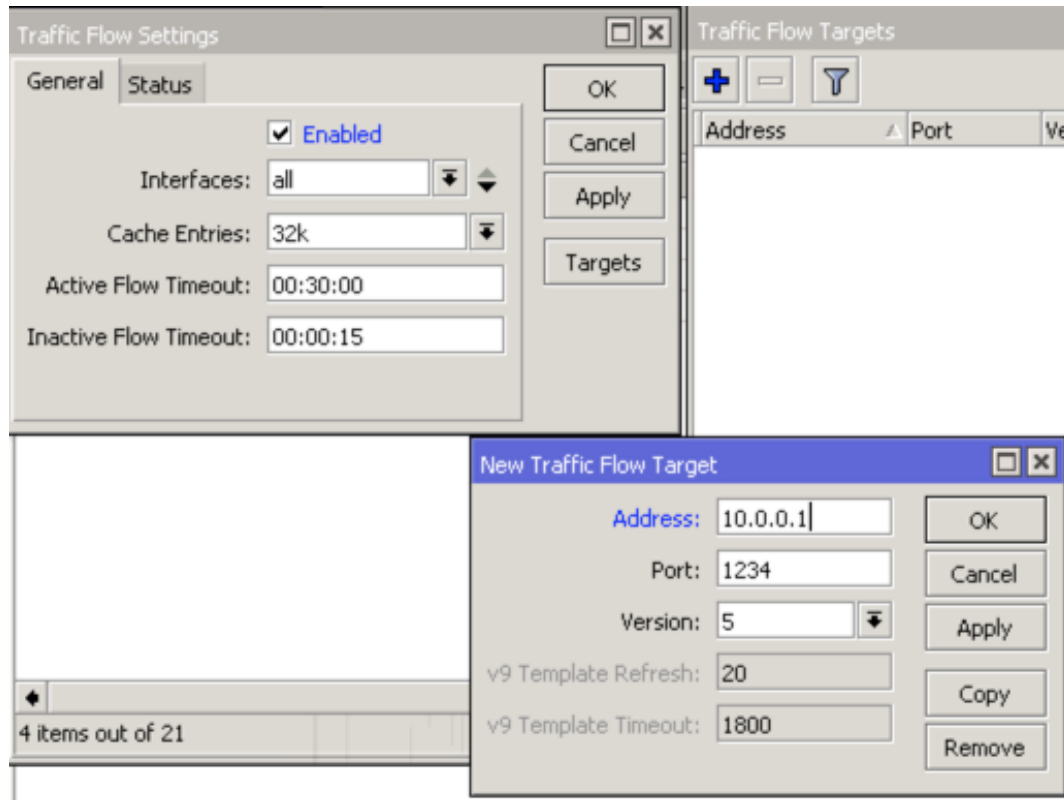 Traffic Flow Settings
General Status
Enabled
Interfaces: all
Cache Entries: 32k
Active Flow Timeout: 00:30:00
Inactive Flow Timeout: 00:00:15
OK
Cancel
Apply
Targets
Traffic Flow Targets
Address Port Ve
4 items out of 21
New Traffic Flow Target
Address: 10.0.0.1
Port: 1234
Version: 5
v9 Template Refresh: 20
v9 Template Timeout: 1800
OK
Cancel
Apply
Copy
Remove